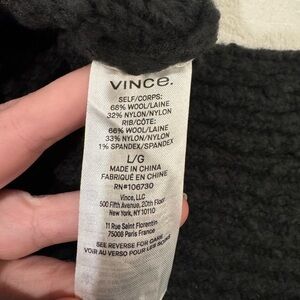 VINCE.
SELF/CORPS:
68% WOOL/LAINE
32% NYLON/NYLON
RIB/CÔTE:
66% WOOL/LAINE
33% NYLON/NYLON
1% SPANDEX/SPANDEX
L/G
MADE IN CHINA
FABRIQUÉ EN CHINE
RN#106730
Vince, LLC
500 Fifth Avenue, 20th Floor
New York, NY 10110
11 Rue Saint Florentin
75008 Paris France
SEE REVERSE FOR CARE
VOIR AU VERSO POUR LES SOINS